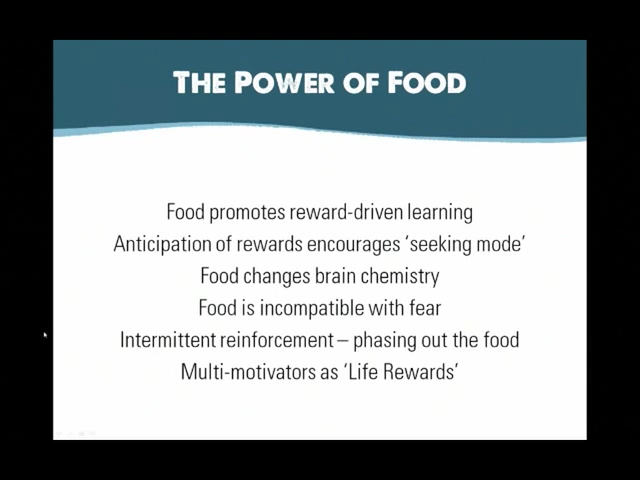 THE POWER OF FOOD
Food promotes reward-driven learning
Anticipation of rewards encourages ‘seeking mode’
Food changes brain chemistry
Food is incompatible with fear
Intermittent reinforcement – phasing out the food
Multi-motivators as ‘Life Rewards’